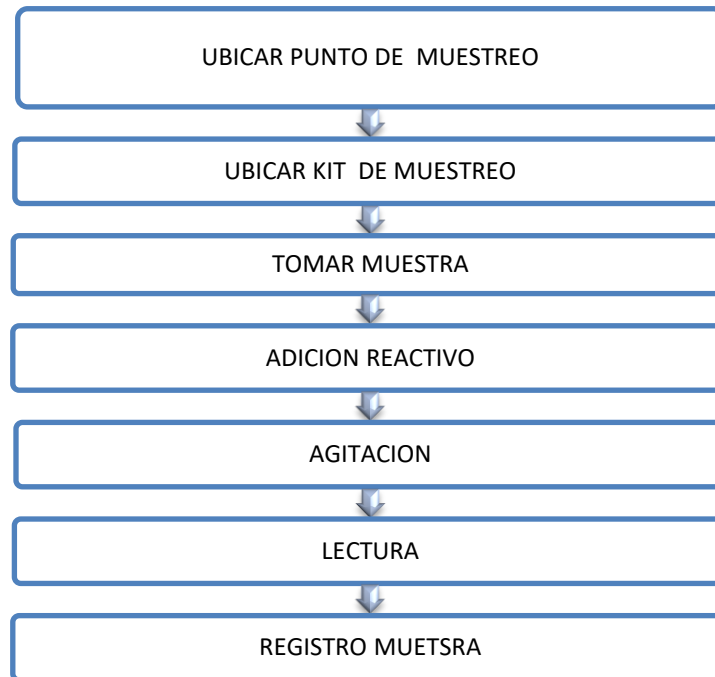 UBICAR PUNTO DE MUESTREO
UBICAR KIT DE MUESTREO
TOMAR MUESTRA
ADICION REACTIVO
AGITACION
LECTURA
REGISTRO MUETSRA